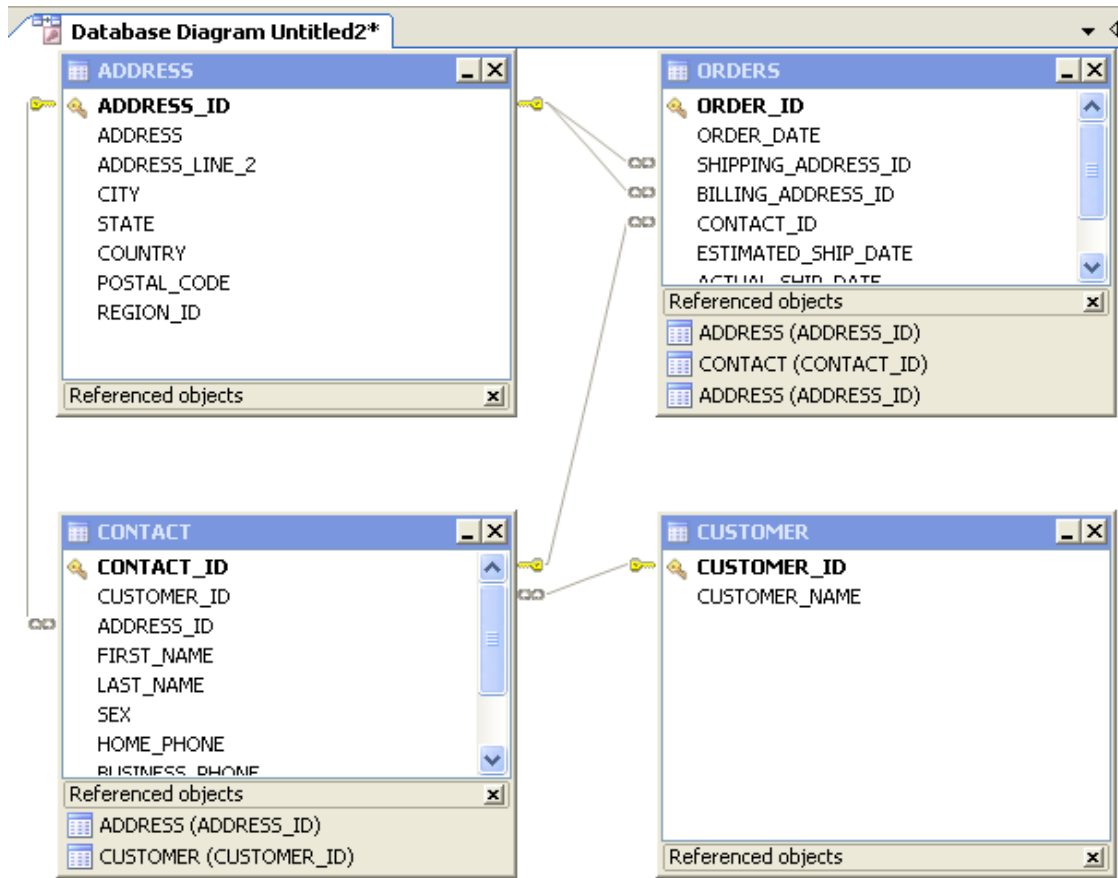 Database Diagram Untitled2*
ADDRESS
ADDRESS_ID
ADDRESS
ADDRESS_LINE_2
CITY
STATE
COUNTRY
POSTAL_CODE
REGION_ID
Referenced objects
ORDERS
ORDER_ID
ORDER_DATE
SHIPPING_ADDRESS_ID
BILLING_ADDRESS_ID
CONTACT_ID
ESTIMATED_SHIP_DATE
ACTUAL_SHIP_DATE
Referenced objects
ADDRESS (ADDRESS_ID)
CONTACT (CONTACT_ID)
ADDRESS (ADDRESS_ID)
CONTACT
CONTACT_ID
CUSTOMER_ID
ADDRESS_ID
FIRST_NAME
LAST_NAME
SEX
HOME_PHONE
BUSINESS_PHONE
Referenced objects
ADDRESS (ADDRESS_ID)
CUSTOMER (CUSTOMER_ID)
CUSTOMER
CUSTOMER_ID
CUSTOMER_NAME
Referenced objects